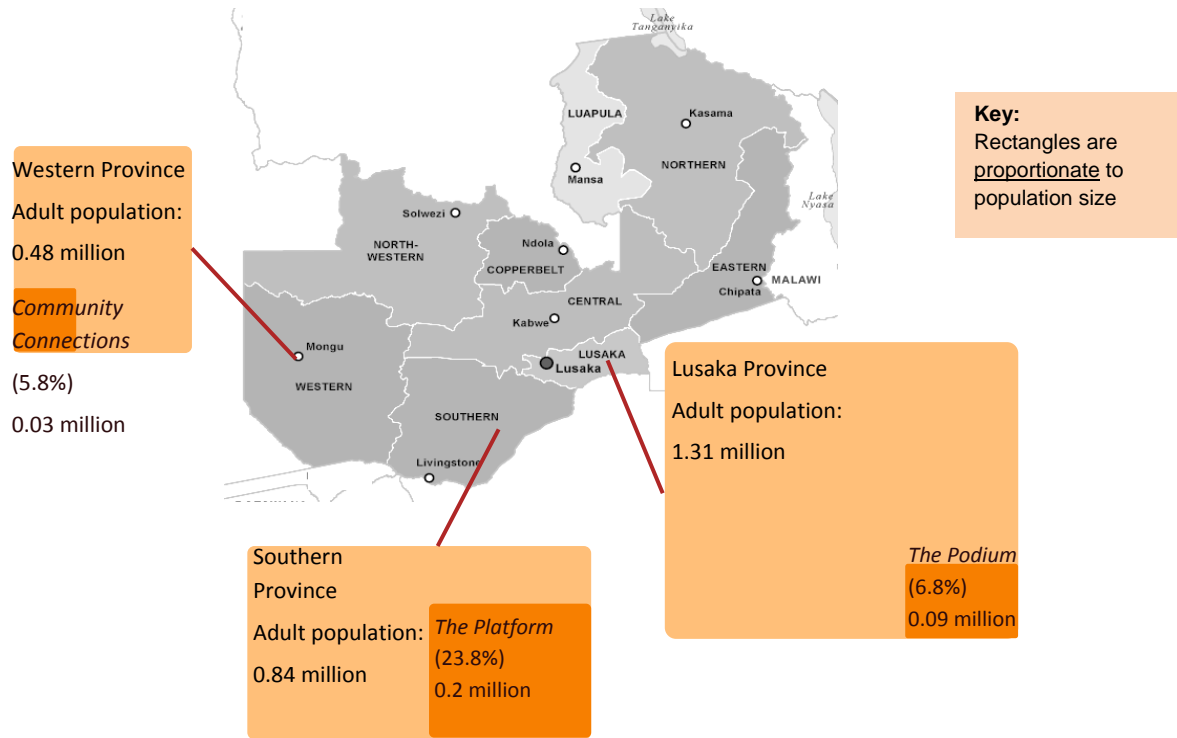 Lake
Tanganyika
LUAPULA
Kasama
NORTHERN
Mansa
Lake
Nyasa
Key:
Rectangles are
proportionate to
population size
Western Province
Adult population:
0.48 million
Community
Connections
(5.8%)
0.03 million
Solwezi
NORTH-
WESTERN
Ndola
COPPERBELT
EASTERN
Chipata
MALAWI
CENTRAL
Kabwe
LUSAKA
Lusaka
Mongu
WESTERN
SOUTHERN
Livingstone
Lusaka Province
Adult population:
1.31 million
The Podium
(6.8%)
0.09 million
Southern
Province
Adult population:
0.84 million
The Platform
(23.8%)
0.2 million